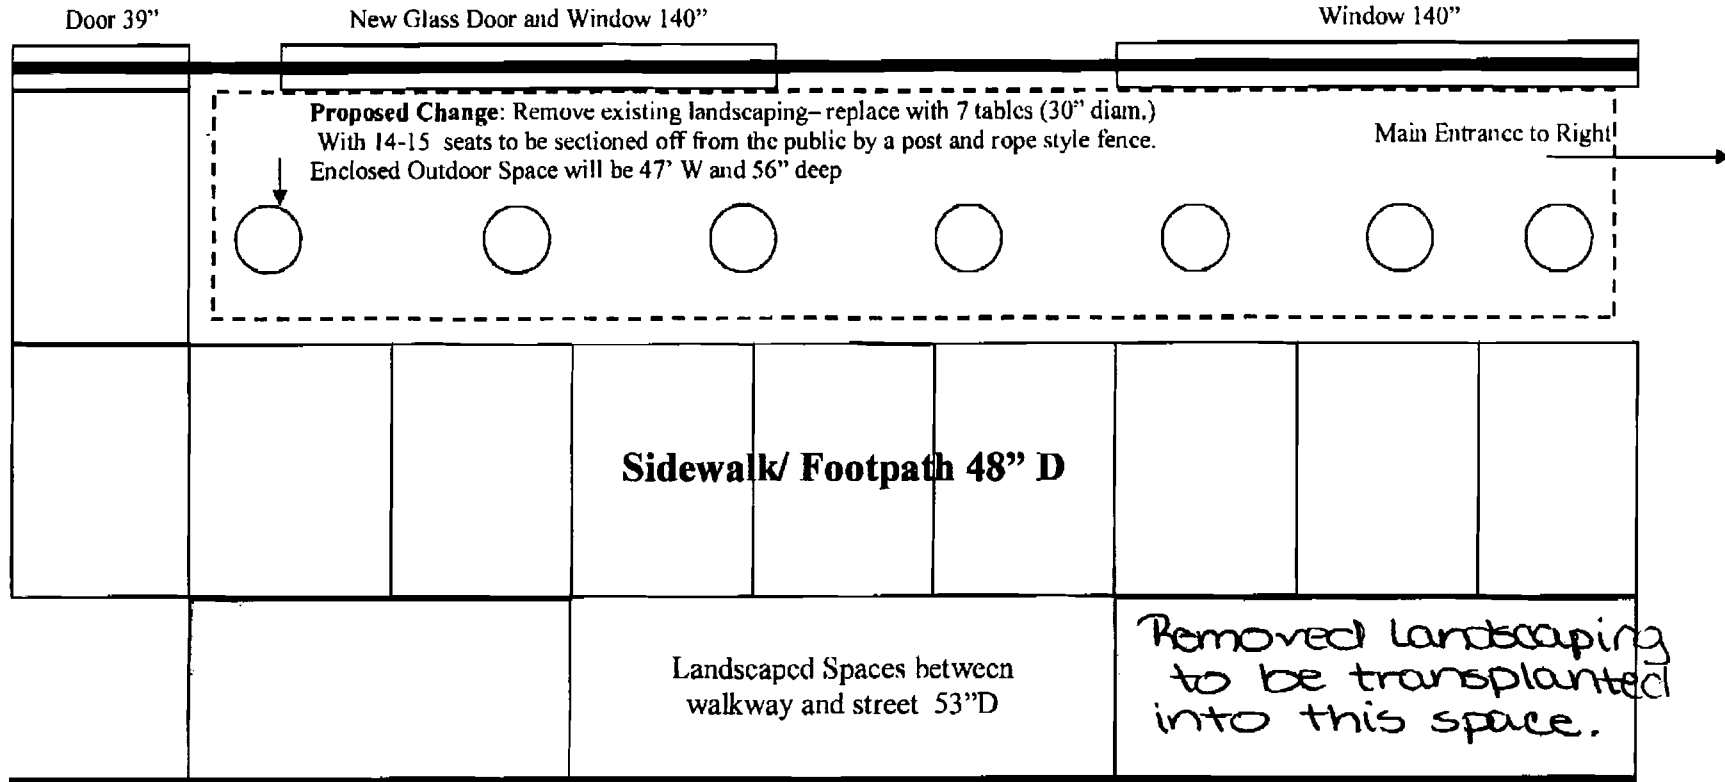 Door 39”
New Glass Door and Window 140”
Window 140”
Proposed Change: Remove existing landscaping– replace with 7 tables (30” diam.)
With 14-15 seats to be sectioned off from the public by a post and rope style fence.
Enclosed Outdoor Space will be 47’ W and 56” deep
Main Entrance to Right
Sidewalk/ Footpath 48” D
Landscaped Spaces between
walkway and street 53”D
Removed Landscaping
to be transplanted
into this space.